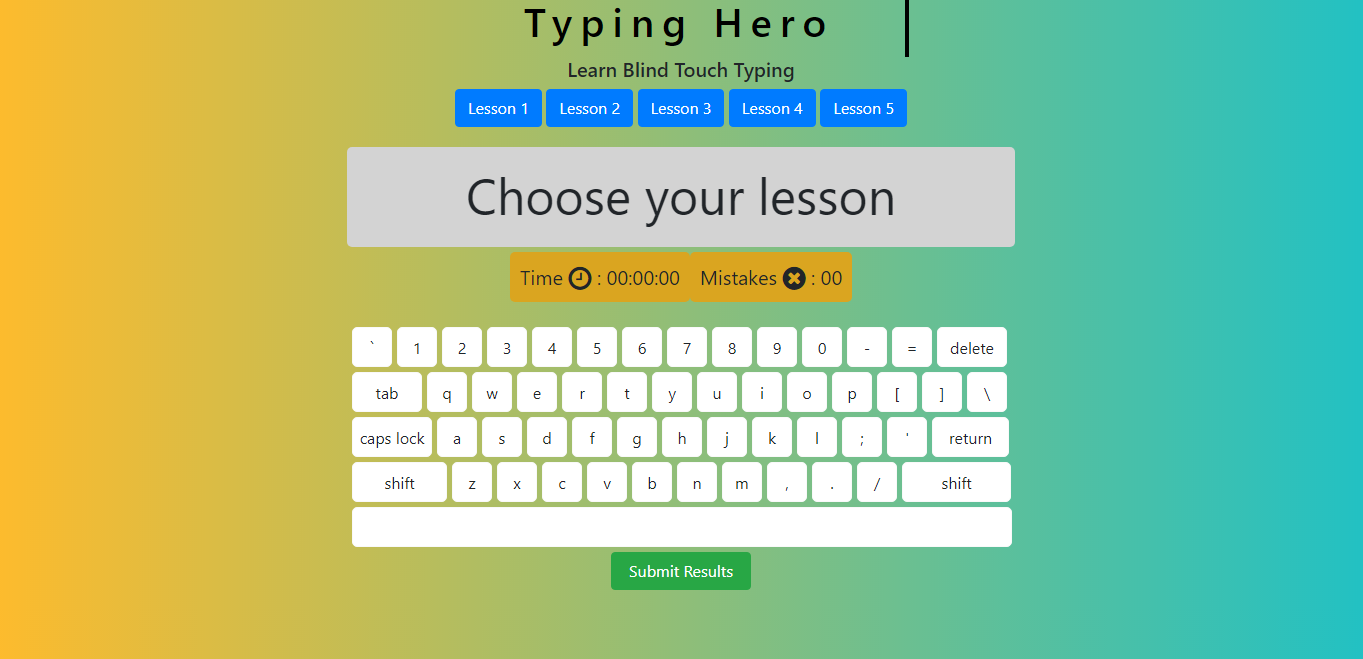 Typing Hero
Learn Blind Touch Typing
Lesson 1 Lesson 2 Lesson 3 Lesson 4 Lesson 5
Choose your lesson
Time : 00:00:00 Mistakes : 00
` 1 2 3 4 5 6 7 8 9 0 - = delete
tab q w e r t y u i o p [ ] \
caps lock a s d f g h j k l ; ' return
shift z x c v b n m , . / shift
Submit Results